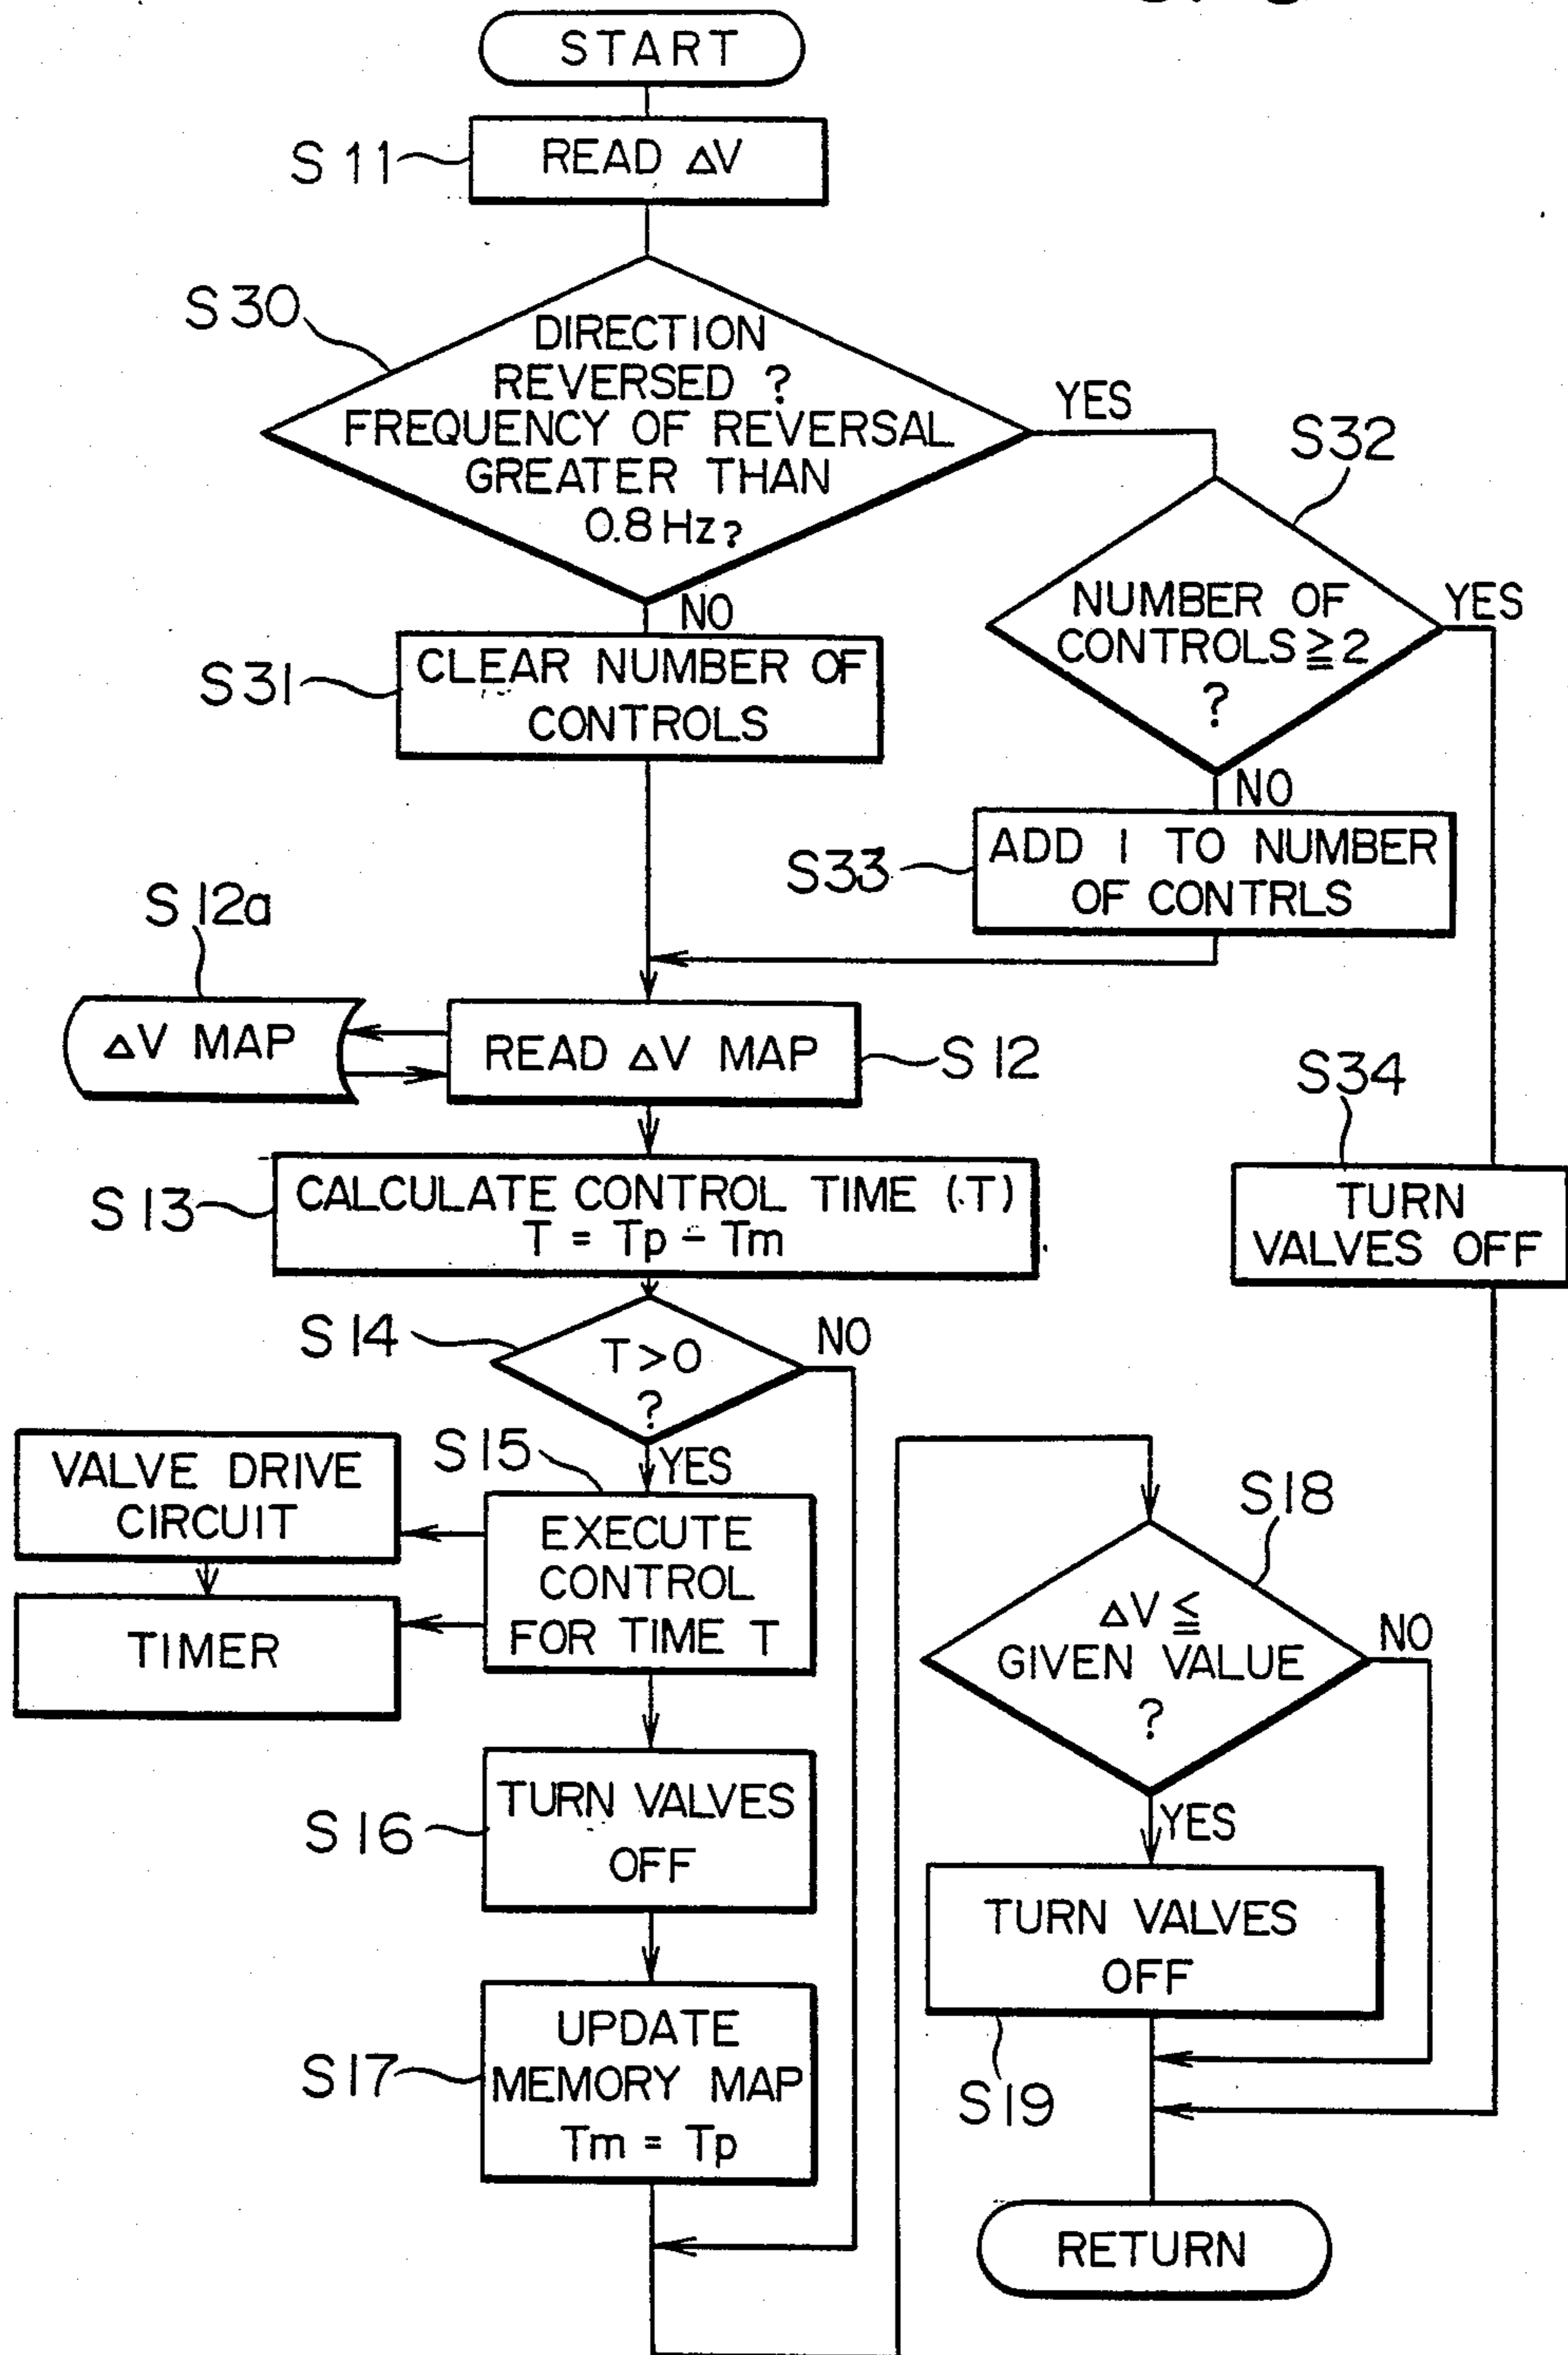 START
S11
READ ΔV
S30
DIRECTION
REVERSED ?
FREQUENCY OF REVERSAL
GREATER THAN
0.8 Hz?
YES
NO
S32
NUMBER OF
CONTROLS ≧ 2
?
YES
NO
S31
CLEAR NUMBER OF
CONTROLS
S33
ADD 1 TO NUMBER
OF CONTRLS
S12a
ΔV MAP
READ ΔV MAP
S12
S34
TURN
VALVES OFF
S13
CALCULATE CONTROL TIME (T)
T = Tp - Tm
S14
T>0
?
NO
YES
S15
VALVE DRIVE
CIRCUIT
TIMER
EXECUTE
CONTROL
FOR TIME T
S16
TURN VALVES
OFF
S17
UPDATE
MEMORY MAP
Tm = Tp
S18
ΔV ≦
GIVEN VALUE
?
NO
YES
TURN VALVES
OFF
S19
RETURN